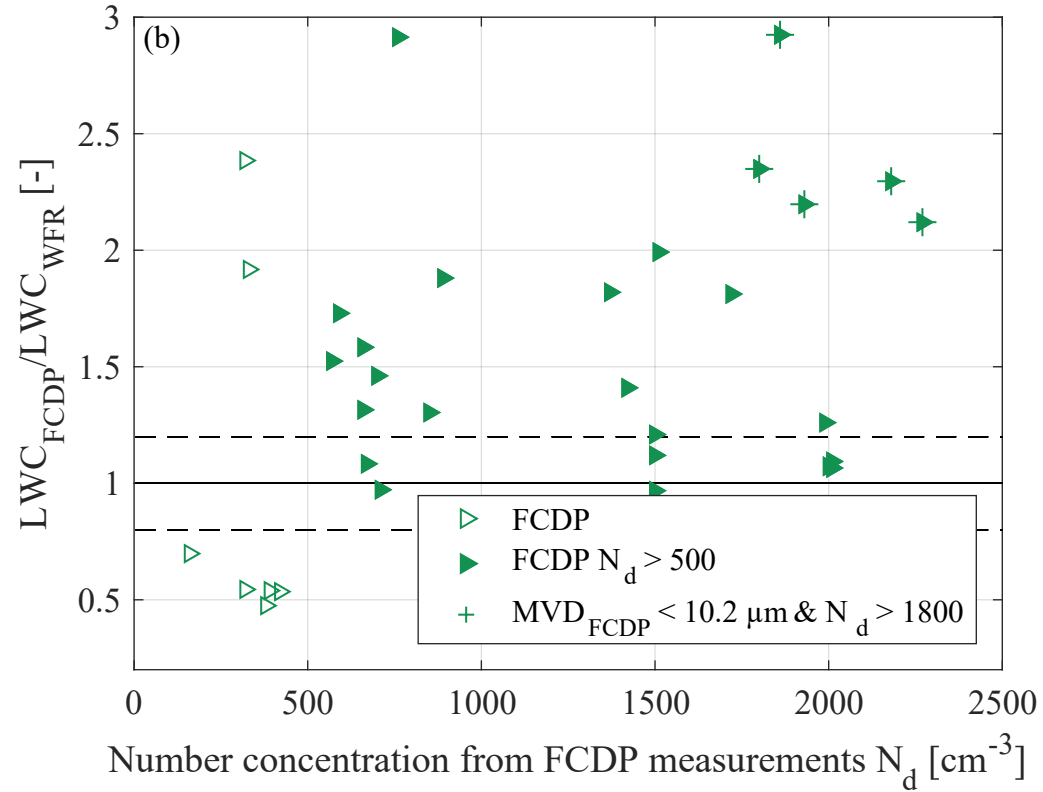 (b)
3
2.5
2
1.5
1
0.5
LWC_FCDP/LWC_WFR [-]
FCDP
FCDP N_d > 500
MVD_FCDP < 10.2 µm & N_d > 1800
0 500 1000 1500 2000 2500
Number concentration from FCDP measurements N_d [cm^-3]